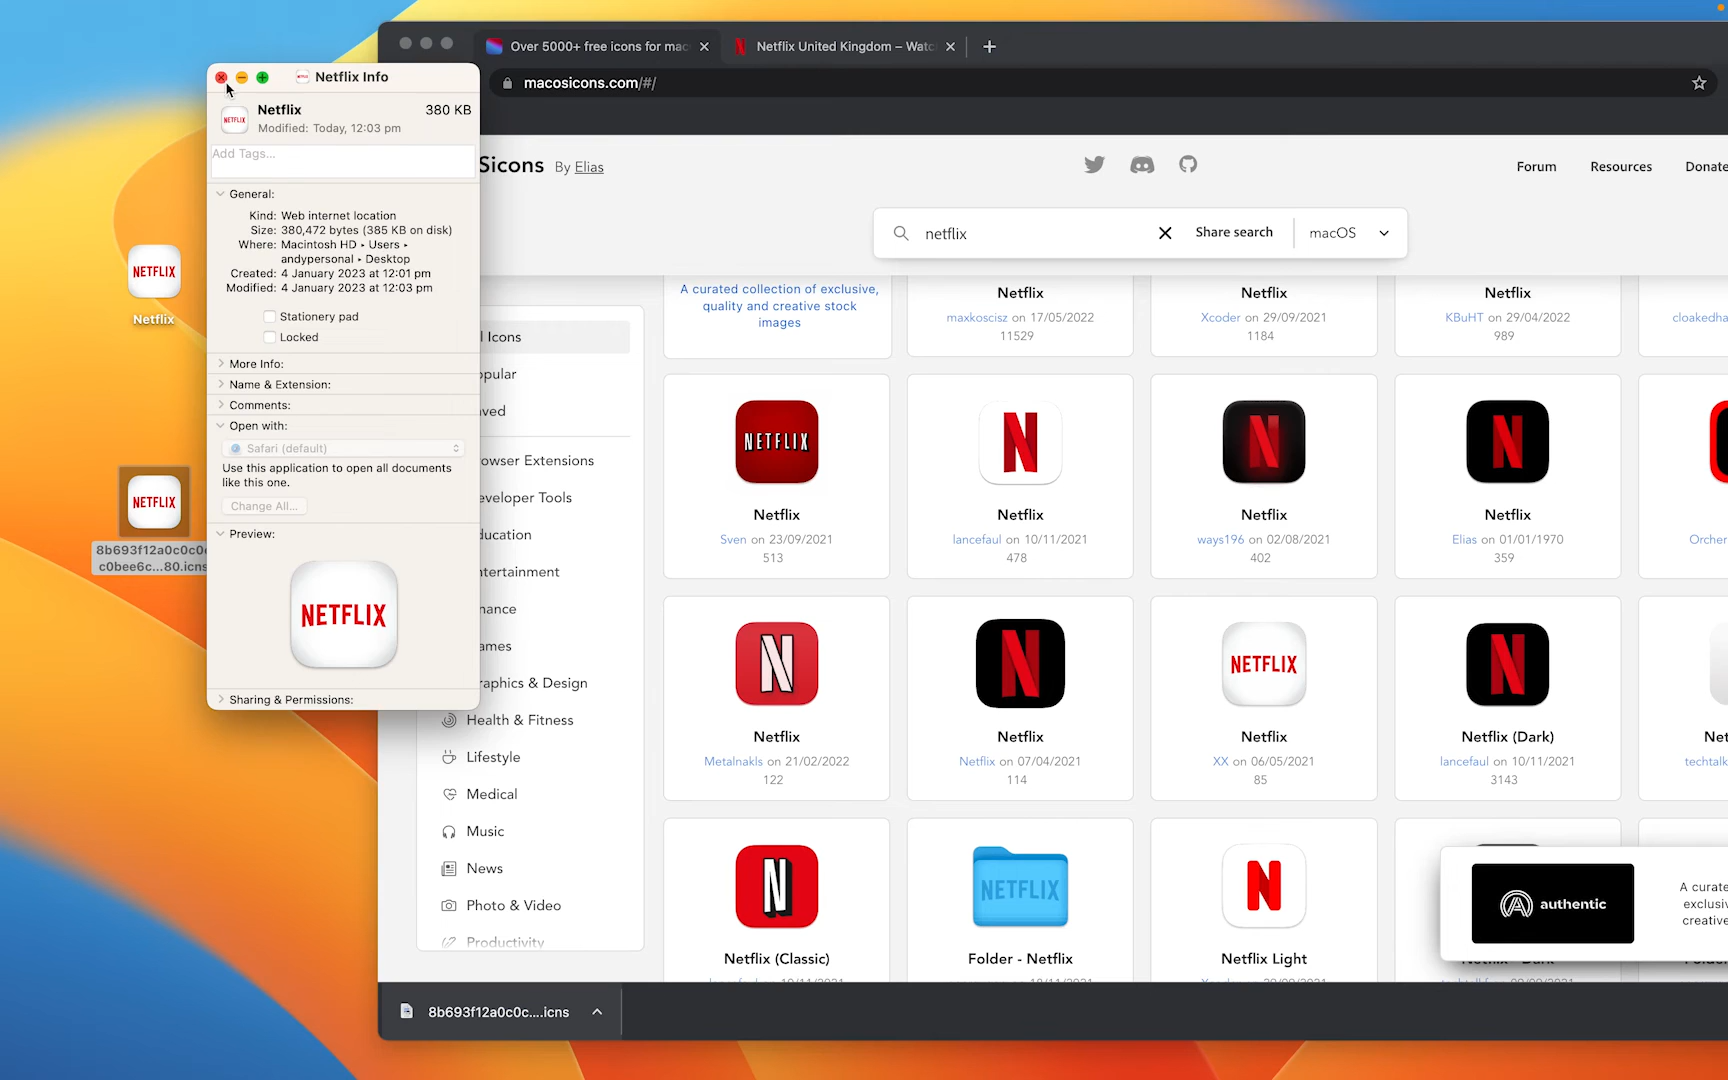 Over 5000+ free icons for mac
Netflix United Kingdom – Watc
macosicons.com/#/
Netflix Info
Netflix
380 KB
Modified: Today, 12:03 pm
Add Tags...
General:
Kind: Web internet location
Size: 380,472 bytes (385 KB on disk)
Where: Macintosh HD ▸ Users ▸
andypersonal ▸ Desktop
Created: 4 January 2023 at 12:01 pm
Modified: 4 January 2023 at 12:03 pm
Stationery pad
Locked
More Info:
Name & Extension:
Comments:
Open with:
Safari (default)
Use this application to open all documents
like this one.
Change All...
Preview:
NETFLIX
Sharing & Permissions:
NETFLIX
Netflix
NETFLIX
8b693f12a0c0c0
c0bee6c...80.icns
Sicons
By Elias
Forum
Resources
Donate
netflix
Share search
macOS
l Icons
opular
aved
rowser Extensions
eveloper Tools
ducation
ntertainment
nance
ames
raphics & Design
Health & Fitness
Lifestyle
Medical
Music
News
Photo & Video
Productivity
A curated collection of exclusive,
quality and creative stock
images
Netflix
maxkoscisz on 17/05/2022
11529
Netflix
Xcoder on 29/09/2021
1184
Netflix
KBuHT on 29/04/2022
989
cloakedha
NETFLIX
Netflix
Sven on 23/09/2021
513
N
Netflix
lancefaul on 10/11/2021
478
N
Netflix
ways196 on 02/08/2021
402
N
Netflix
Elias on 01/01/1970
359
Orcher
N
Netflix
Metalnakls on 21/02/2022
122
N
Netflix
Netflix on 07/04/2021
114
NETFLIX
Netflix
XX on 06/05/2021
85
N
Netflix (Dark)
lancefaul on 10/11/2021
3143
Net
techtalk
N
Netflix (Classic)
NETFLIX
Folder - Netflix
N
Netflix Light
authentic
A curate
exclusiv
creative
8b693f12a0c0c....icns